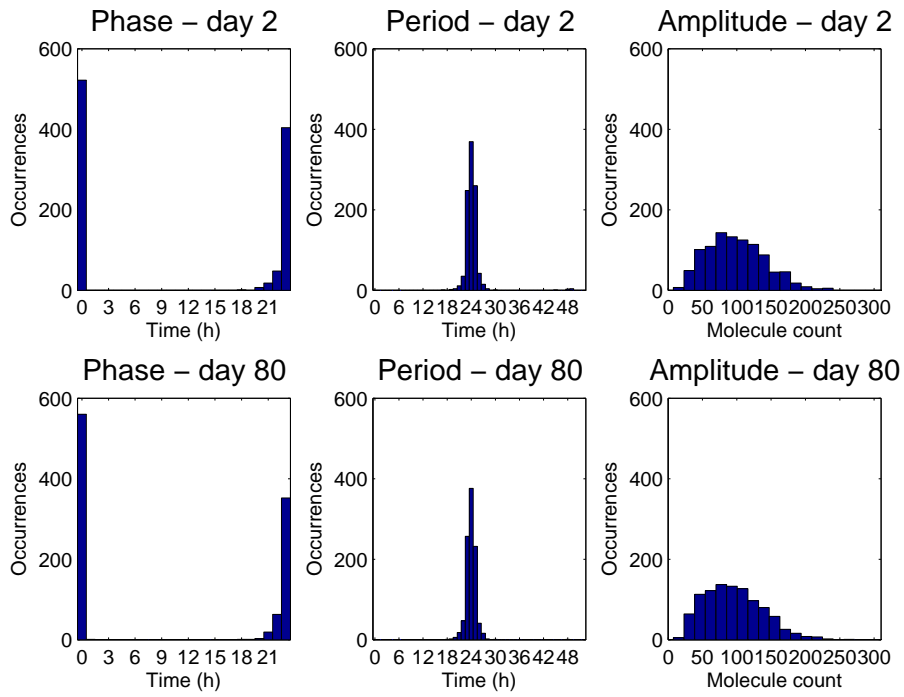 Phase − day 2
600
400
200
0
Occurrences
0 3 6 9 12 15 18 21
Time (h)
Period − day 2
600
400
200
0
Occurrences
0 6 12 18 24 30 36 42 48
Time (h)
Amplitude − day 2
600
400
200
0
Occurrences
0 50 100 150 200 250 300
Molecule count
Phase − day 80
600
400
200
0
Occurrences
0 3 6 9 12 15 18 21
Time (h)
Period − day 80
600
400
200
0
Occurrences
0 6 12 18 24 30 36 42 48
Time (h)
Amplitude − day 80
600
400
200
0
Occurrences
0 50 100 150 200 250 300
Molecule count